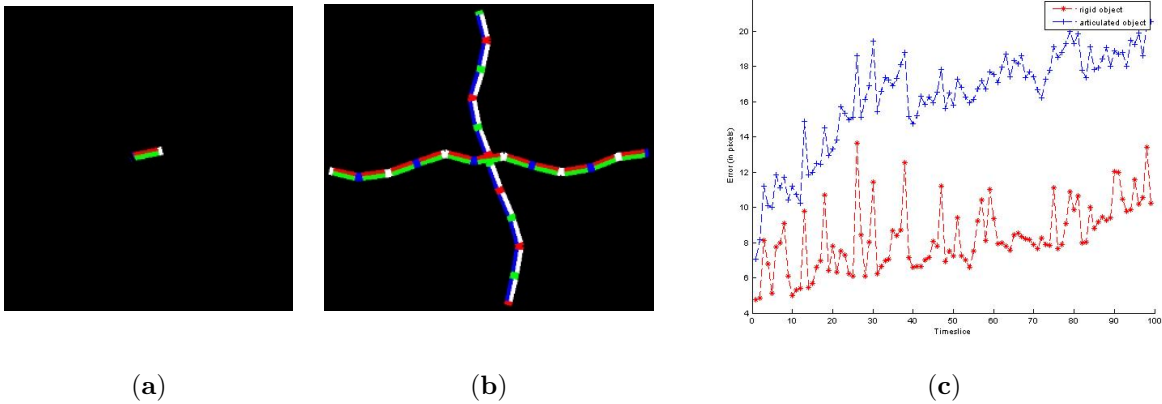 rigid object
articulated object
20
18
16
14
12
10
8
6
4
Error (in pixels)
0 10 20 30 40 50 60 70 80 90 100
Timeslice
(a) (b) (c)